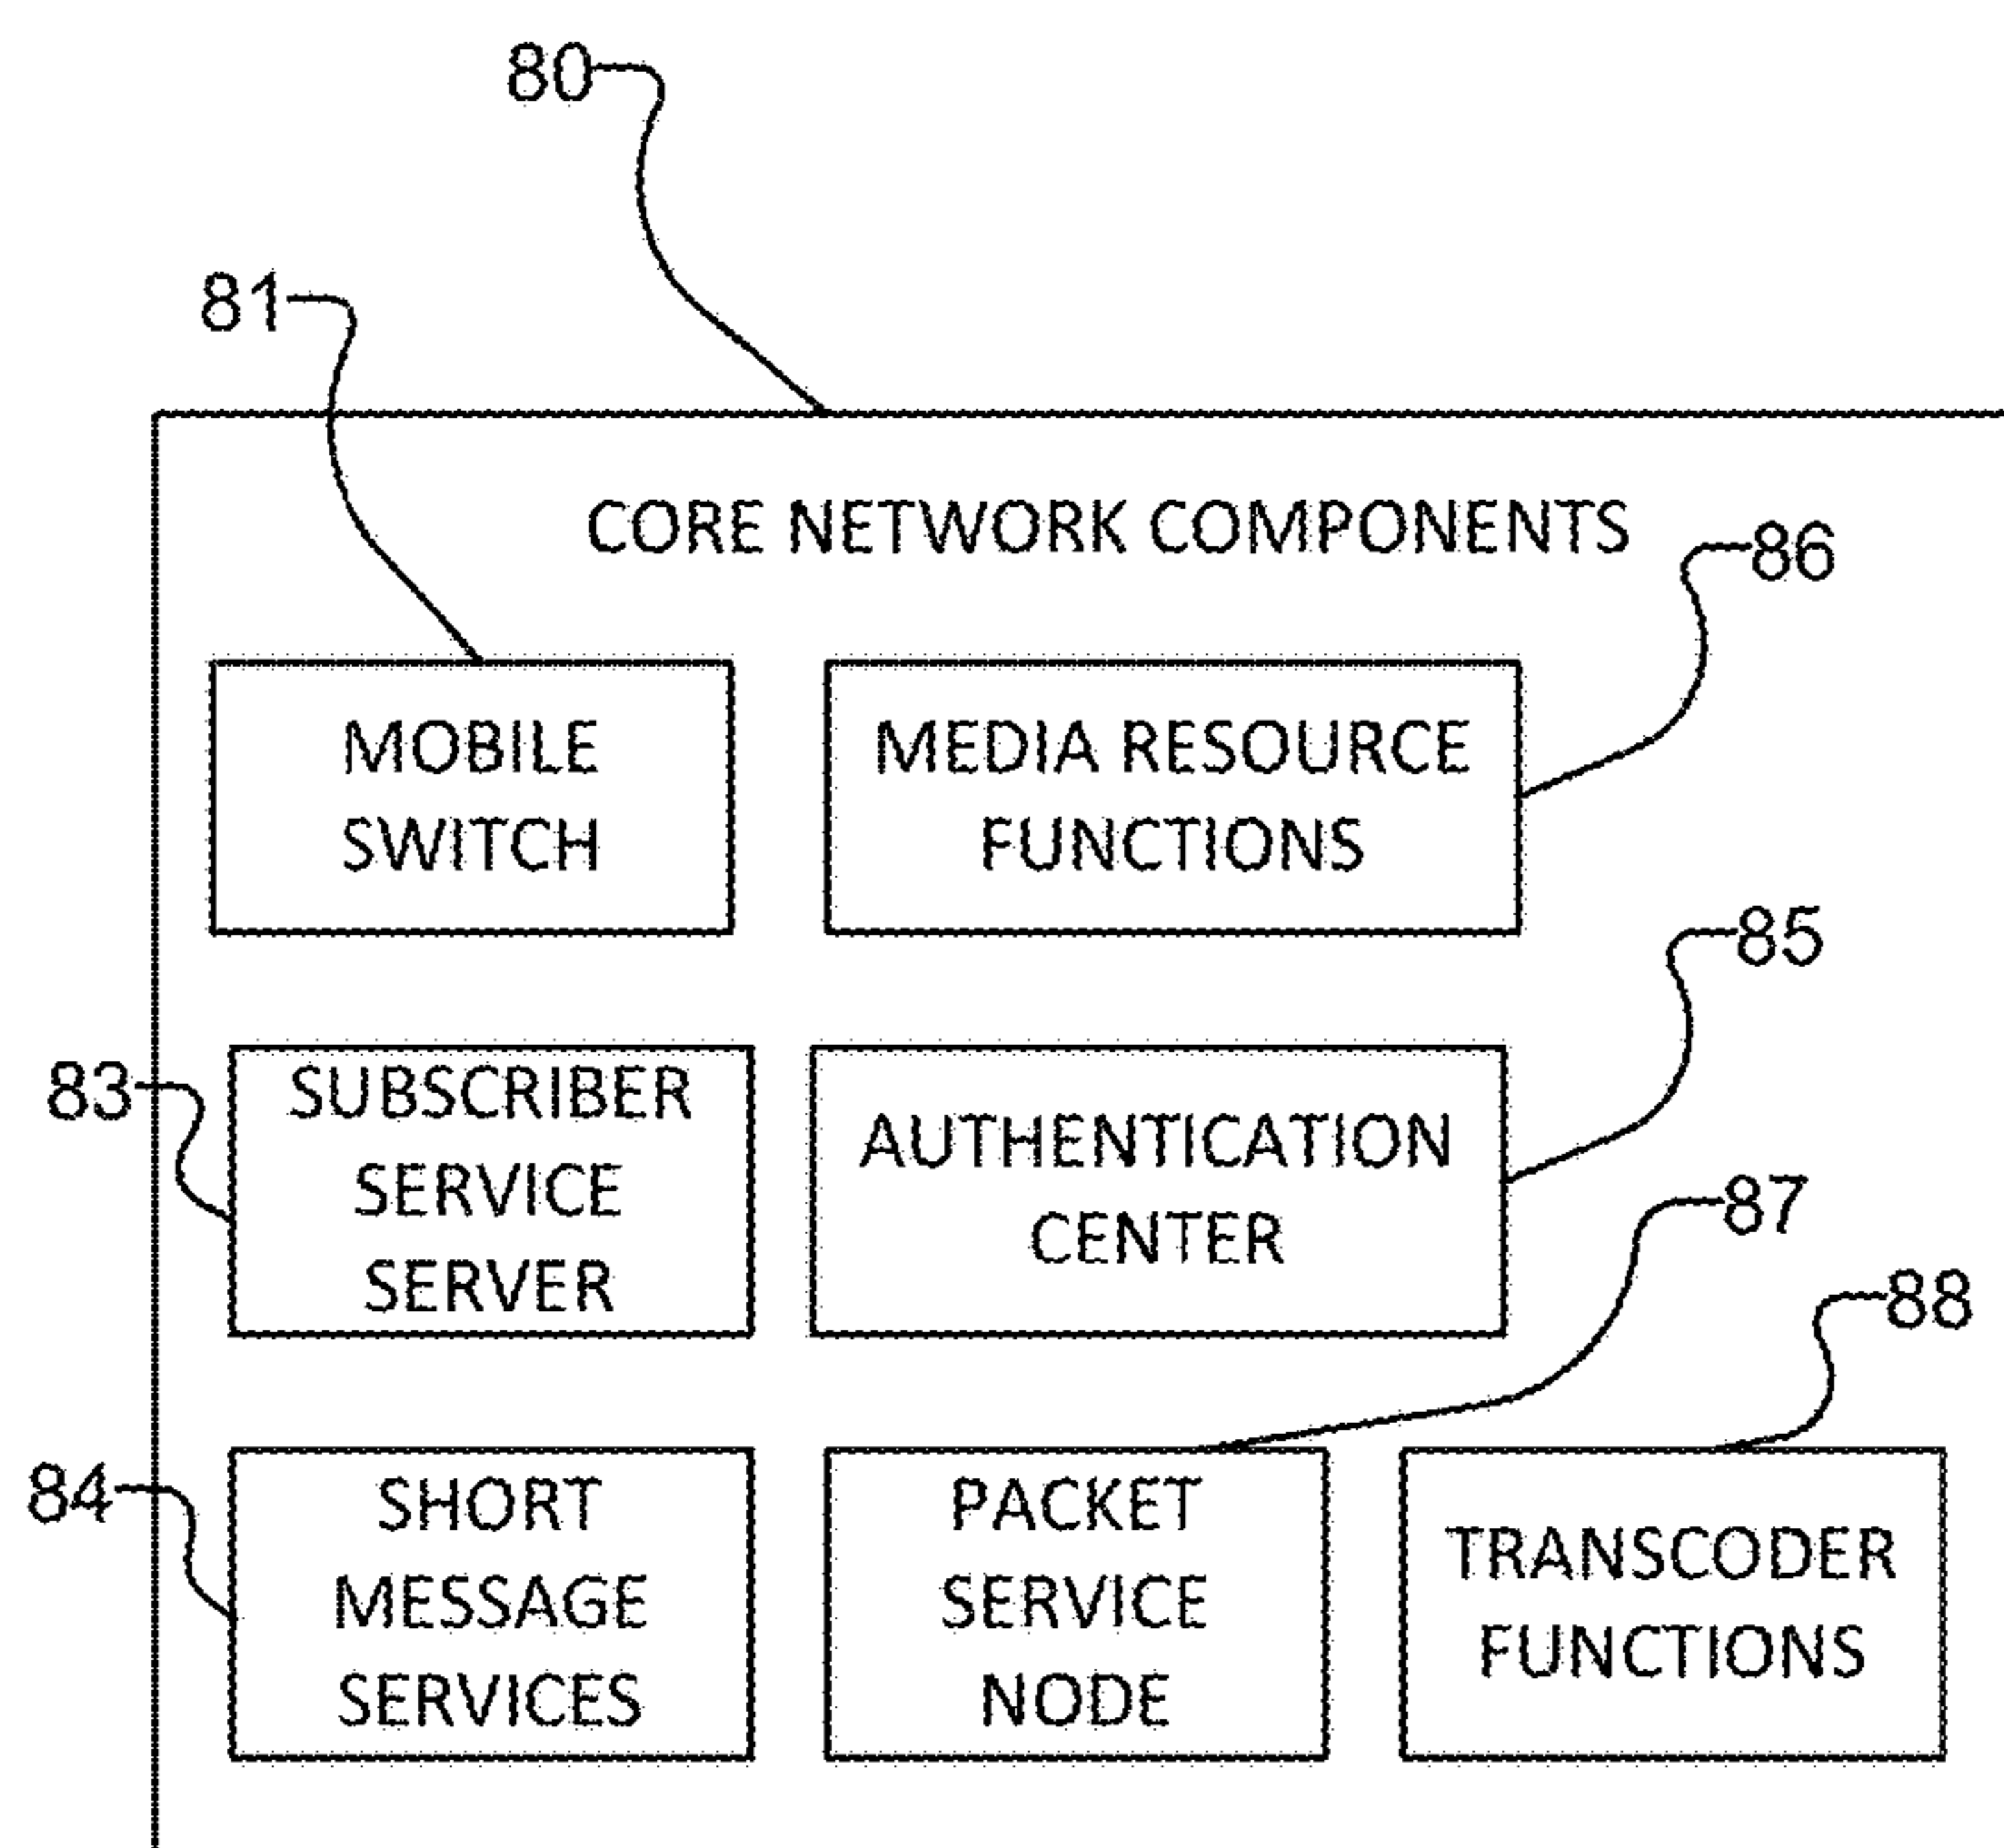 80
81
CORE NETWORK COMPONENTS
86
MOBILE
SWITCH
MEDIA RESOURCE
FUNCTIONS
85
83
SUBSCRIBER
SERVICE
SERVER
AUTHENTICATION
CENTER
87
88
84
SHORT
MESSAGE
SERVICES
PACKET
SERVICE
NODE
TRANSCODER
FUNCTIONS